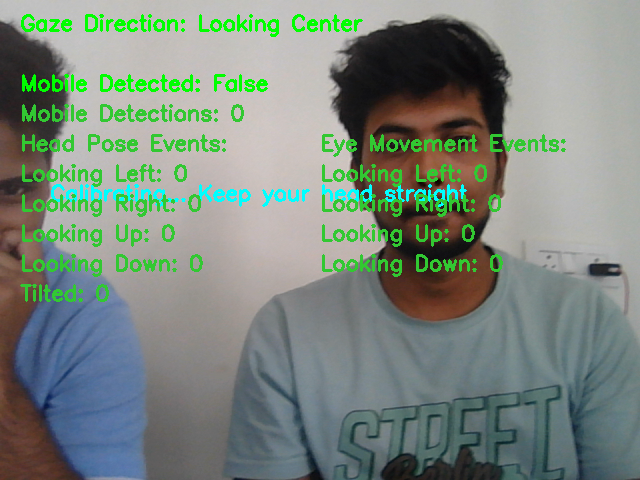 Gaze Direction: Looking Center
Mobile Detected: False
Mobile Detections: 0
Head Pose Events:
Looking Left: 0
Calibrating... Keep your head straight
Looking Right: 0
Looking Up: 0
Looking Down: 0
Tilted: 0
Eye Movement Events:
Looking Left: 0
Looking Right: 0
Looking Up: 0
Looking Down: 0
STREET
Berlin